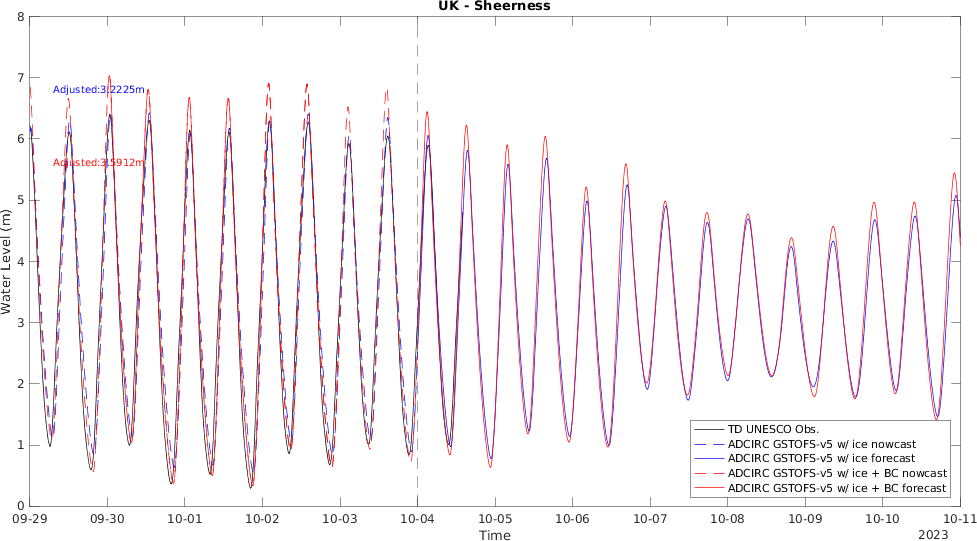 UK - Sheerness
8
7
6
5
4
3
2
1
0
Water Level (m)
Adjusted:3.2225m
Adjusted:3.5912m
TD UNESCO Obs.
ADCIRC GSTOFS-v5 w/ ice nowcast
ADCIRC GSTOFS-v5 w/ ice forecast
ADCIRC GSTOFS-v5 w/ ice + BC nowcast
ADCIRC GSTOFS-v5 w/ ice + BC forecast
09-29 09-30 10-01 10-02 10-03 10-04 10-05 10-06 10-07 10-08 10-09 10-10 10-11
Time
2023